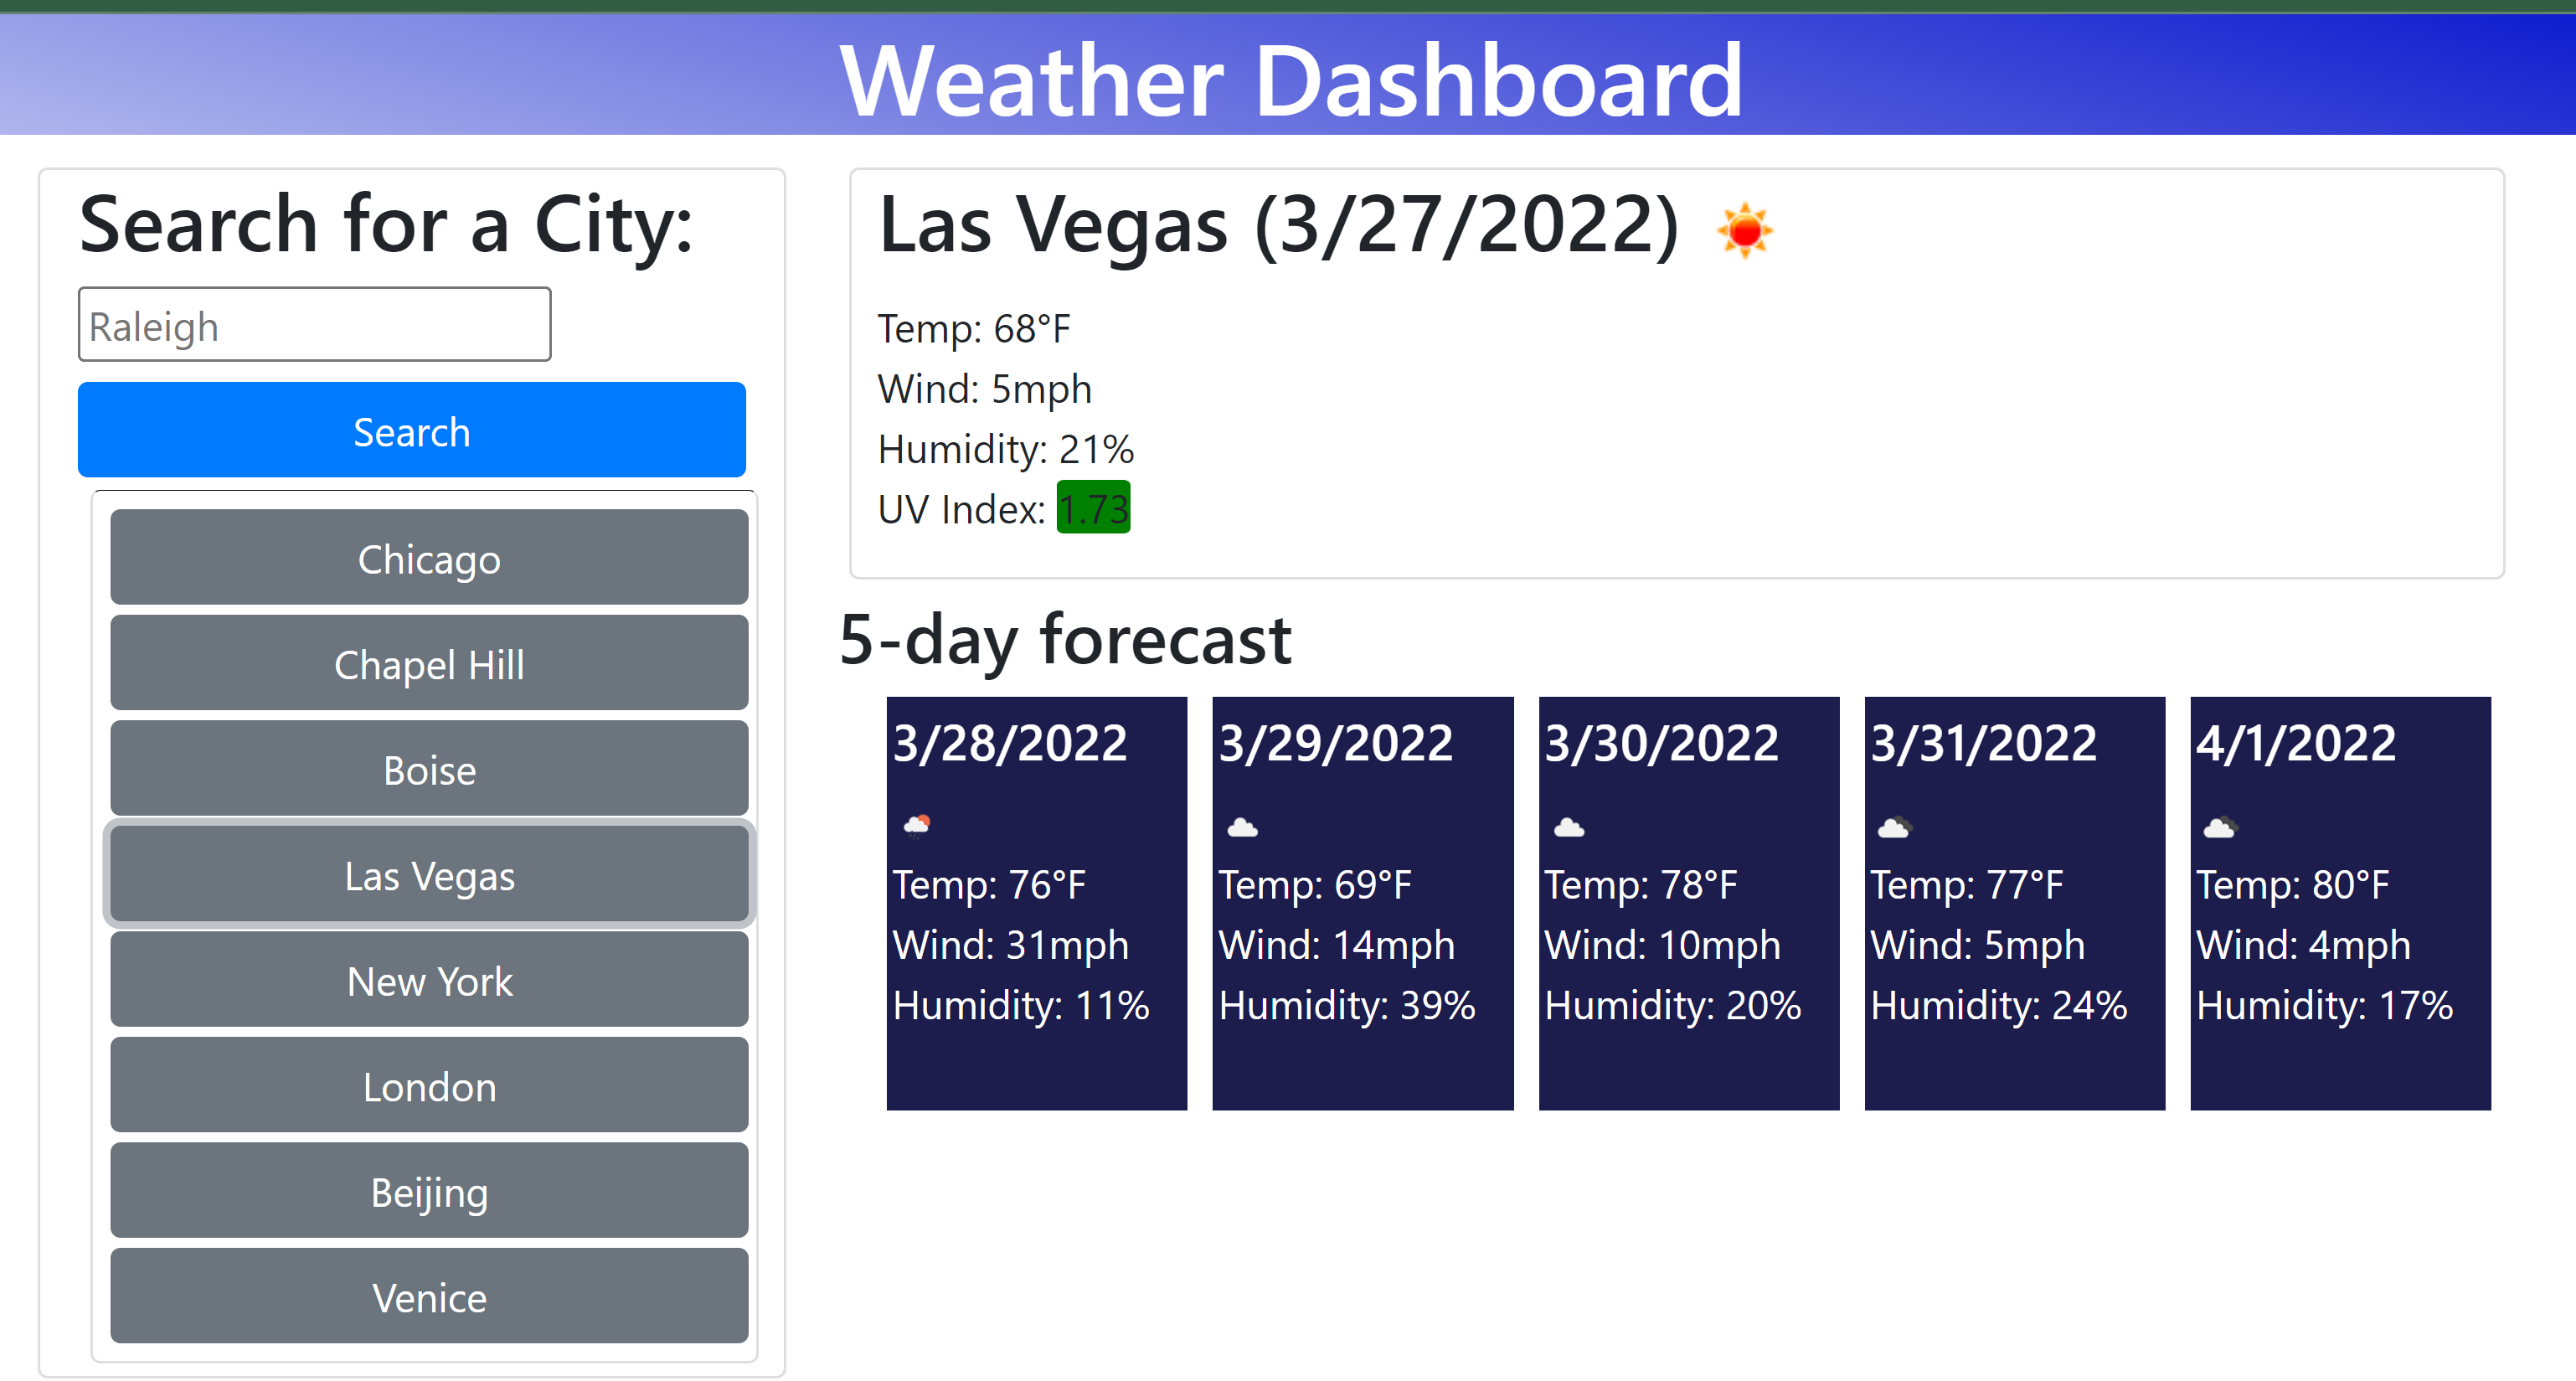 Weather Dashboard
Search for a City:
Raleigh
Search
Chicago
Chapel Hill
Boise
Las Vegas
New York
London
Beijing
Venice
Las Vegas (3/27/2022)
Temp: 68°F
Wind: 5mph
Humidity: 21%
UV Index: 1.73
5-day forecast
3/28/2022
Temp: 76°F
Wind: 31mph
Humidity: 11%
3/29/2022
Temp: 69°F
Wind: 14mph
Humidity: 39%
3/30/2022
Temp: 78°F
Wind: 10mph
Humidity: 20%
3/31/2022
Temp: 77°F
Wind: 5mph
Humidity: 24%
4/1/2022
Temp: 80°F
Wind: 4mph
Humidity: 17%